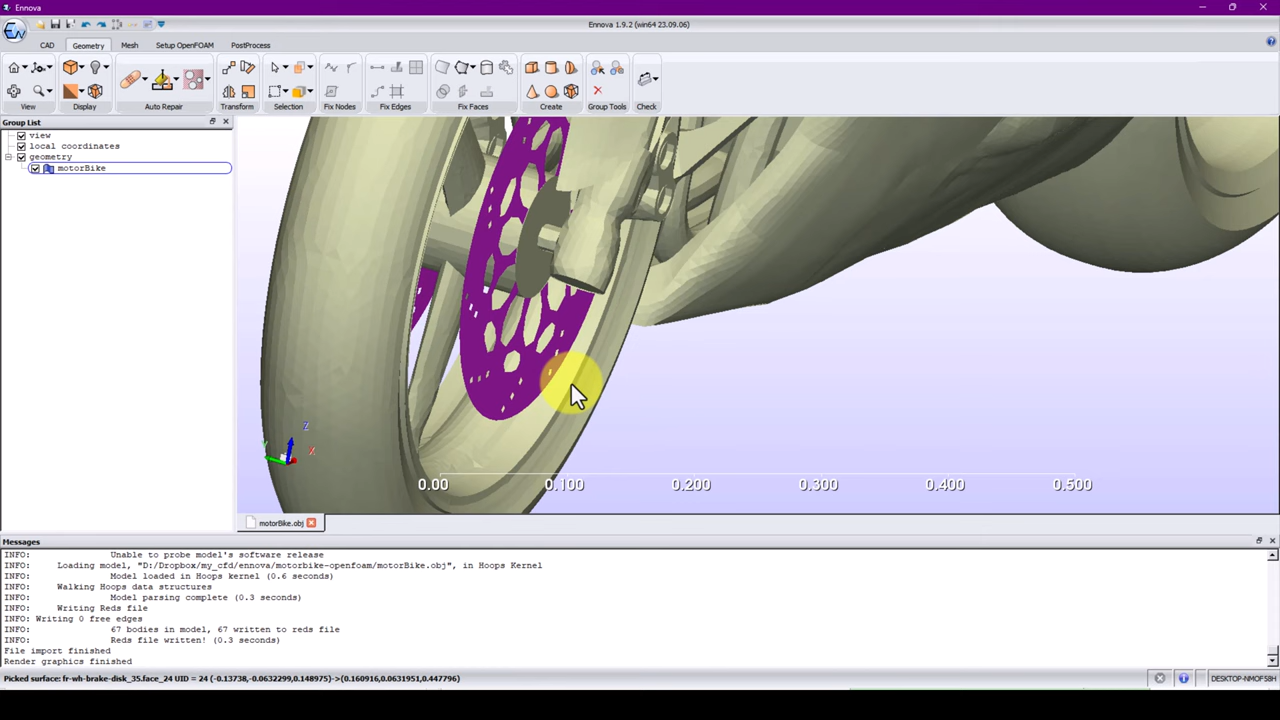 Ennova
Ennova 1.9.2 (win64 23.09.06)
CAD Geometry Mesh Setup OpenFOAM PostProcess
View Display Auto Repair Transform Selection Fix Nodes Fix Edges Fix Faces Create Group Tools Check
Group List
view
local coordinates
geometry
motorBike
Z
Y
X
0.00 0.100 0.200 0.300 0.400 0.500
motorBike.obj
Messages
INFO: Unable to probe model's software release
INFO: Loading model, "D:/Dropbox/my_cfd/ennova/motorbike-openfoam/motorBike.obj", in Hoops Kernel
INFO: Model loaded in Hoops kernel (0.6 seconds)
INFO: Walking Hoops data structures
INFO: Model parsing complete (0.3 seconds)
INFO: Writing Reds file
INFO: Writing 0 free edges
INFO: 67 bodies in model, 67 written to reds file
INFO: Reds file written! (0.3 seconds)
File import finished
Render graphics finished
Picked surface: fr-wh-brake-disk_35.face_24 UID = 24 (-0.13738,-0.0632299,0.148975)->(0.160916,0.0631951,0.447796)
DESKTOP-NMOF58H